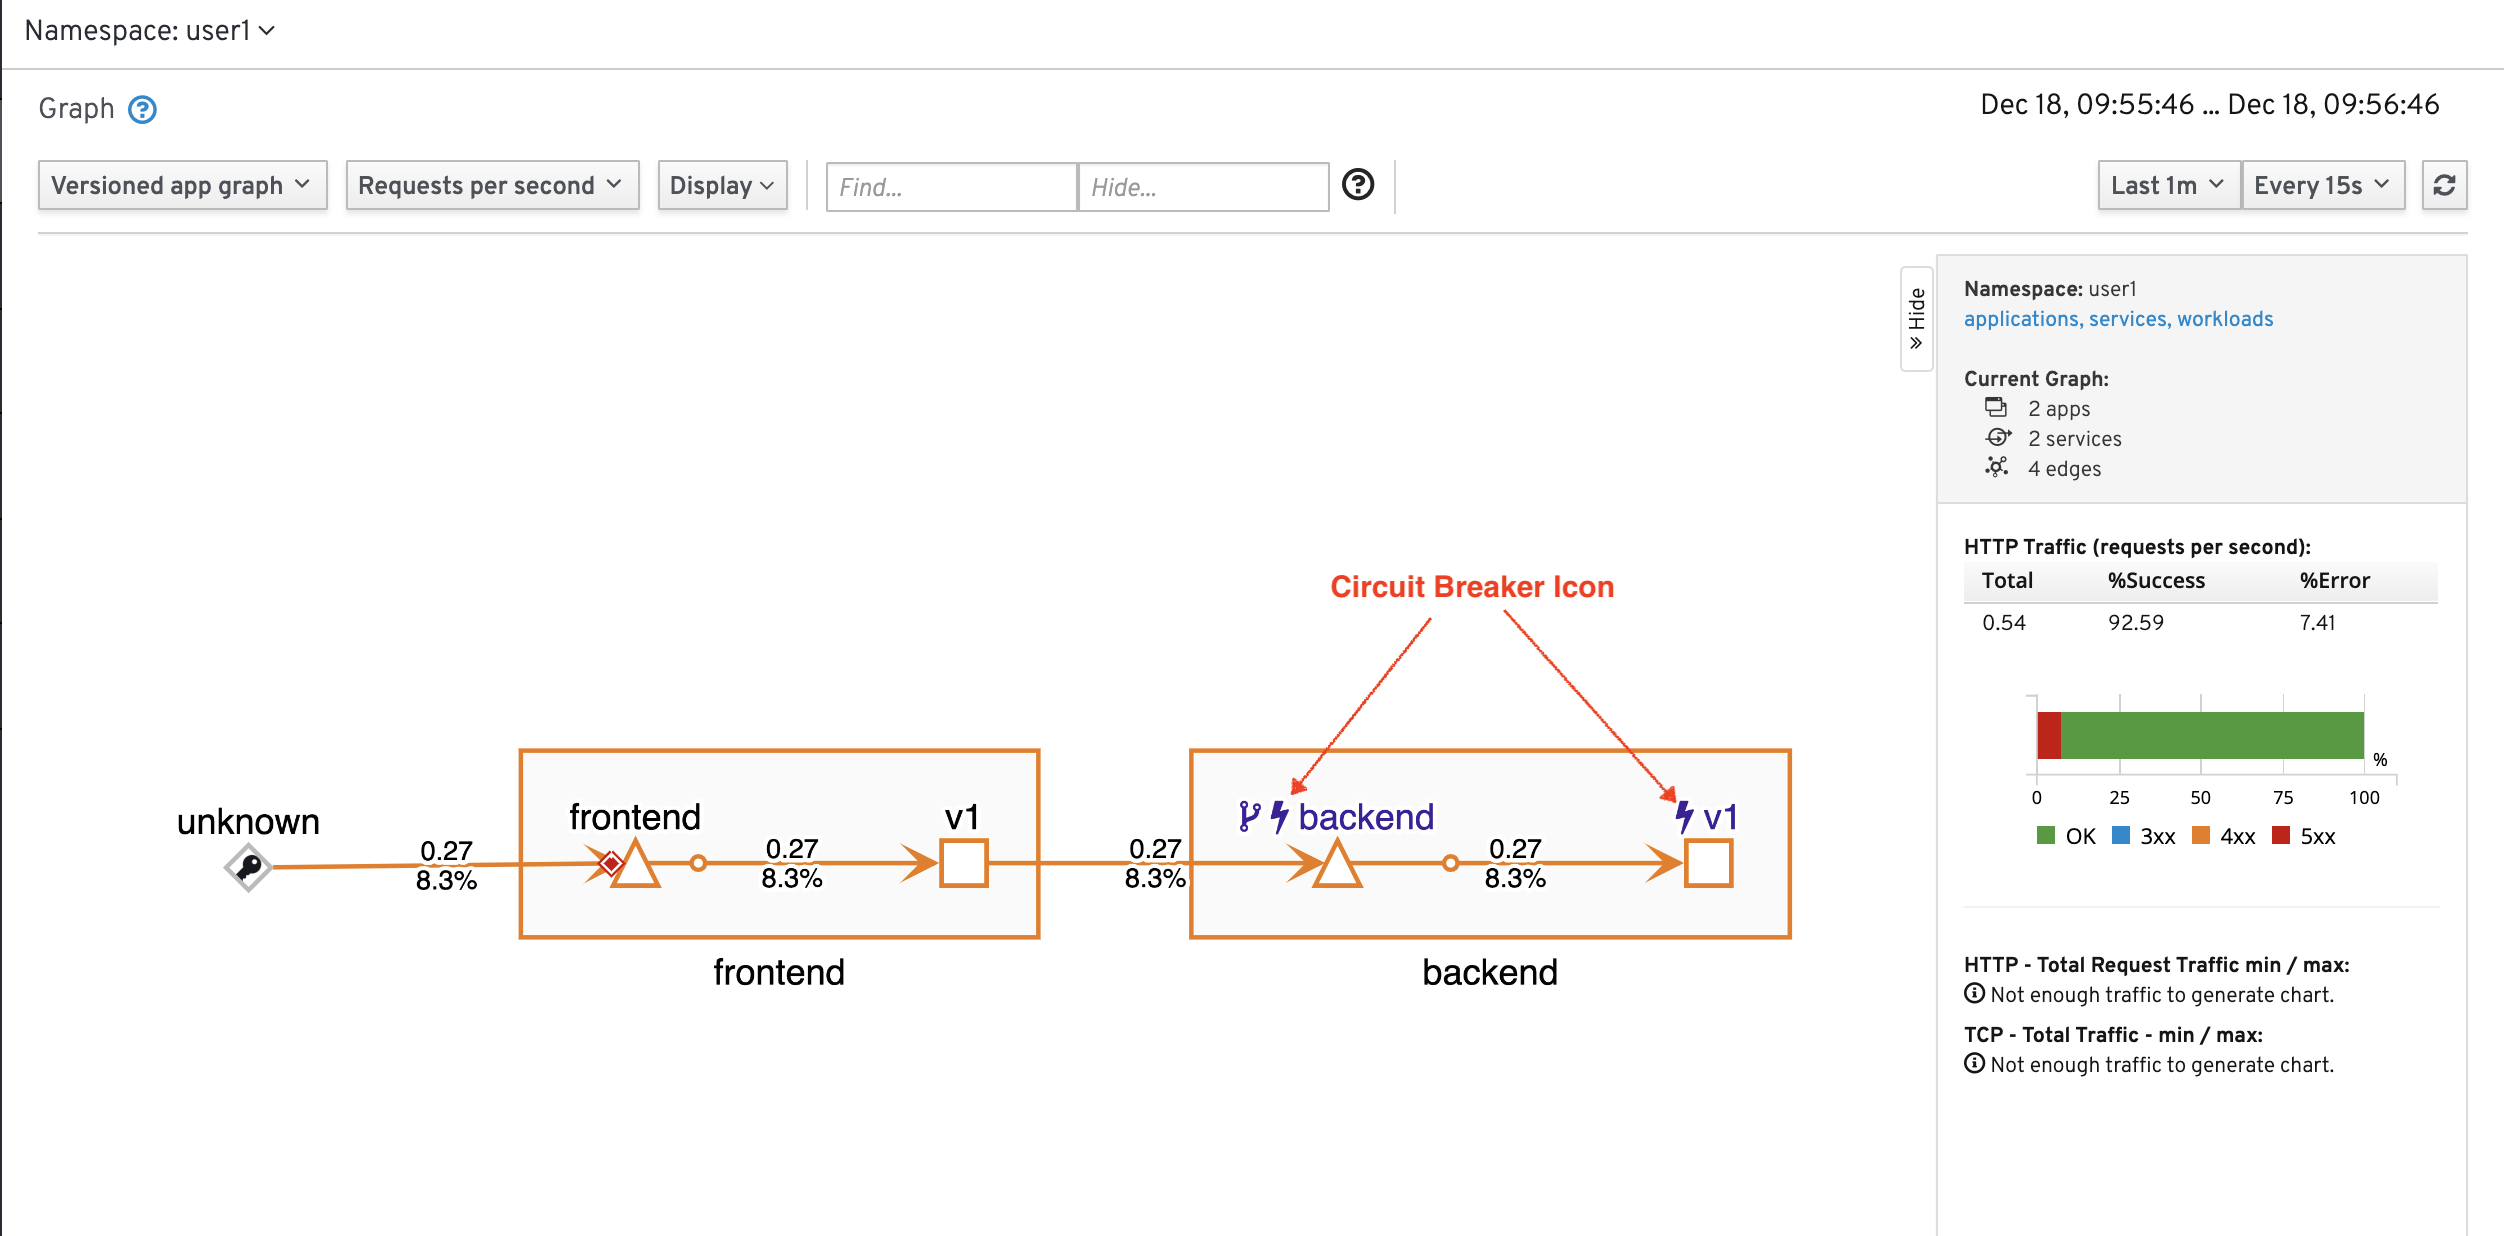 Namespace: user1
Graph
Dec 18, 09:55:46 ... Dec 18, 09:56:46
Versioned app graph
Requests per second
Display
Find...
Hide...
Last 1m
Every 15s
Hide
Namespace: user1
applications, services, workloads
Current Graph:
2 apps
2 services
4 edges
HTTP Traffic (requests per second):
Total %Success %Error
0.54 92.59 7.41
%
0 25 50 75 100
OK 3xx 4xx 5xx
HTTP - Total Request Traffic min / max:
Not enough traffic to generate chart.
TCP - Total Traffic - min / max:
Not enough traffic to generate chart.
Circuit Breaker Icon
unknown
0.27
8.3%
frontend
0.27
8.3%
v1
frontend
0.27
8.3%
backend
0.27
8.3%
v1
backend